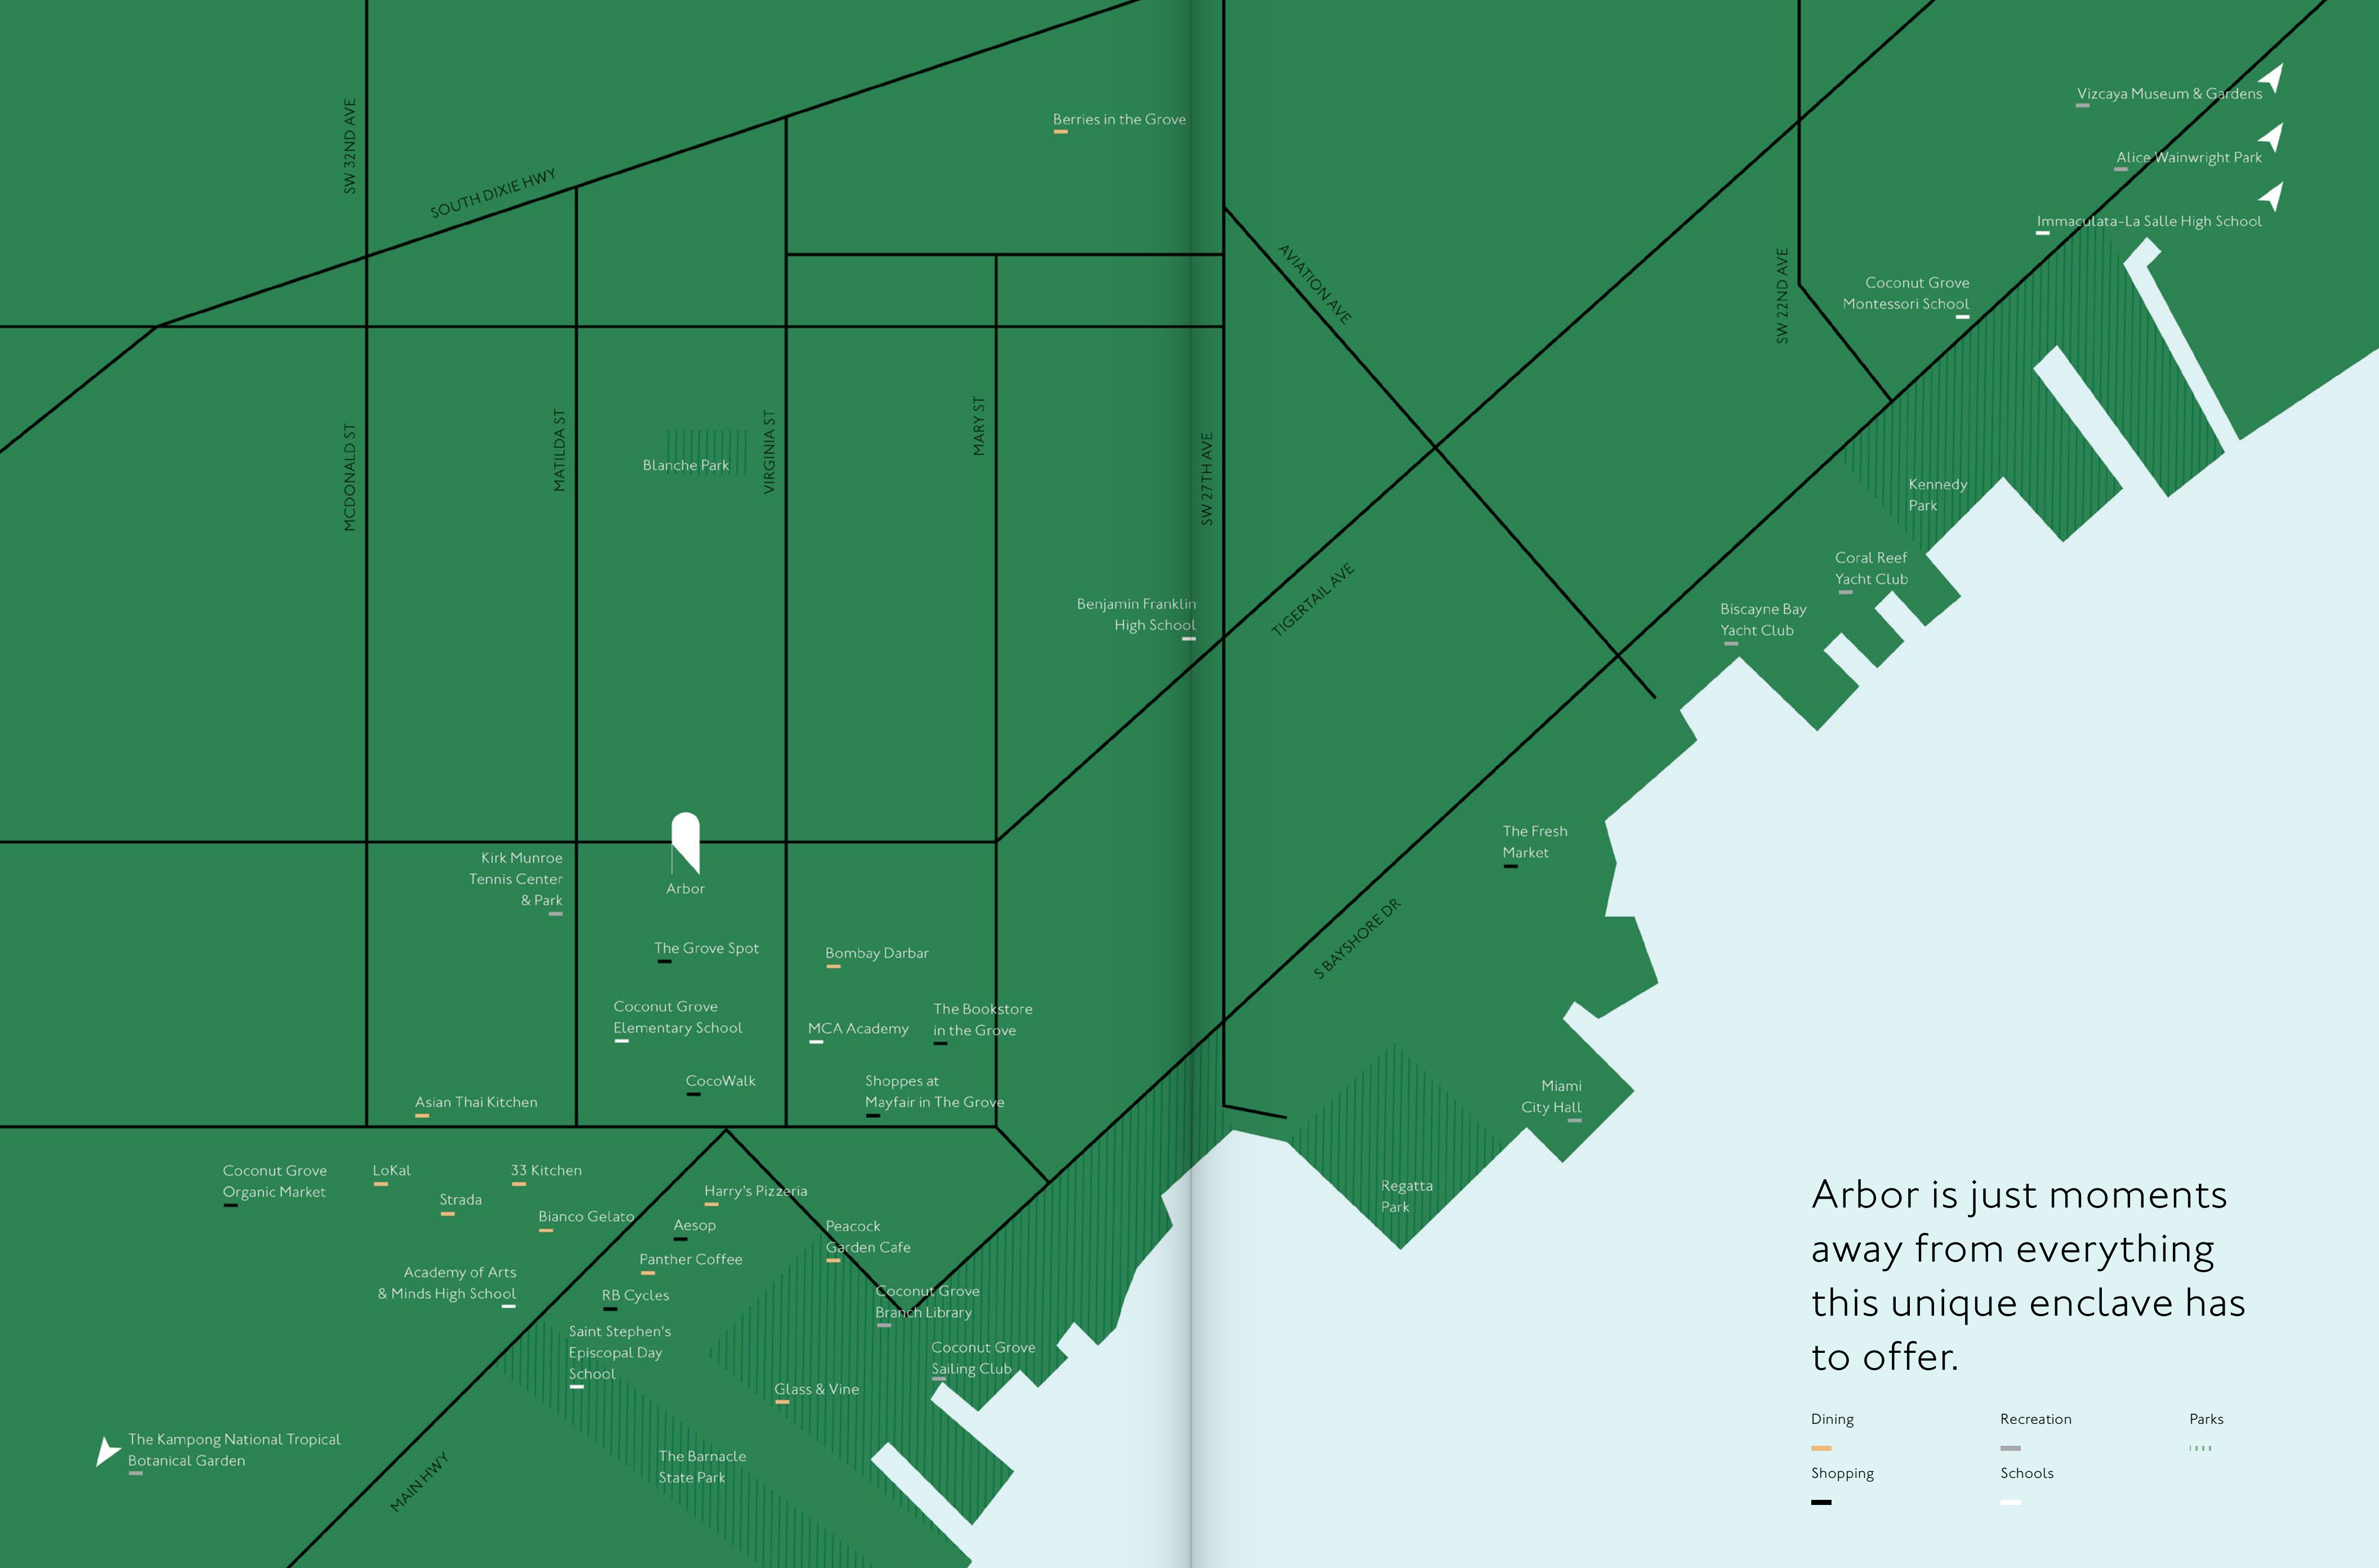 Vizcaya Museum & Gardens
Berries in the Grove
SW 32ND AVE
Alice Wainwright Park
SOUTH DIXIE HWY
Immaculata-La Salle High School
AVIATION AVE
SW 22ND AVE
Coconut Grove
Montessori School
MCDONALD ST
MATILDA ST
Blanche Park
VIRGINIA ST
MARY ST
SW 27TH AVE
Kennedy
Park
Coral Reef
Yacht Club
Benjamin Franklin
High School
TIGERTAIL AVE
Biscayne Bay
Yacht Club
The Fresh
Market
Kirk Munroe
Tennis Center
& Park
Arbor
S BAYSHORE DR
The Grove Spot
Bombay Darbar
Coconut Grove
Elementary School
MCA Academy
The Bookstore
in the Grove
CocoWalk
Shoppes at
Mayfair in The Grove
Asian Thai Kitchen
Miami
City Hall
Coconut Grove
Organic Market
LoKal
33 Kitchen
Strada
Bianco Gelato
Harry's Pizzeria
Aesop
Peacock
Garden Cafe
Regatta
Park
Panther Coffee
Academy of Arts
& Minds High School
RB Cycles
Coconut Grove
Branch Library
Saint Stephen's
Episcopal Day
School
Coconut Grove
Sailing Club
Glass & Vine
The Kampong National Tropical
Botanical Garden
MAIN HWY
The Barnacle
State Park
Arbor is just moments
away from everything
this unique enclave has
to offer.
Dining
Recreation
Parks
Shopping
Schools